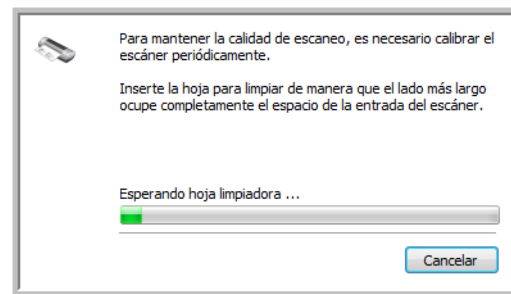 Para mantener la calidad de escaneo, es necesario calibrar el
escáner periódicamente.
Inserte la hoja para limpiar de manera que el lado más largo
ocupe completamente el espacio de la entrada del escáner.
Esperando hoja limpiadora ...
Cancelar